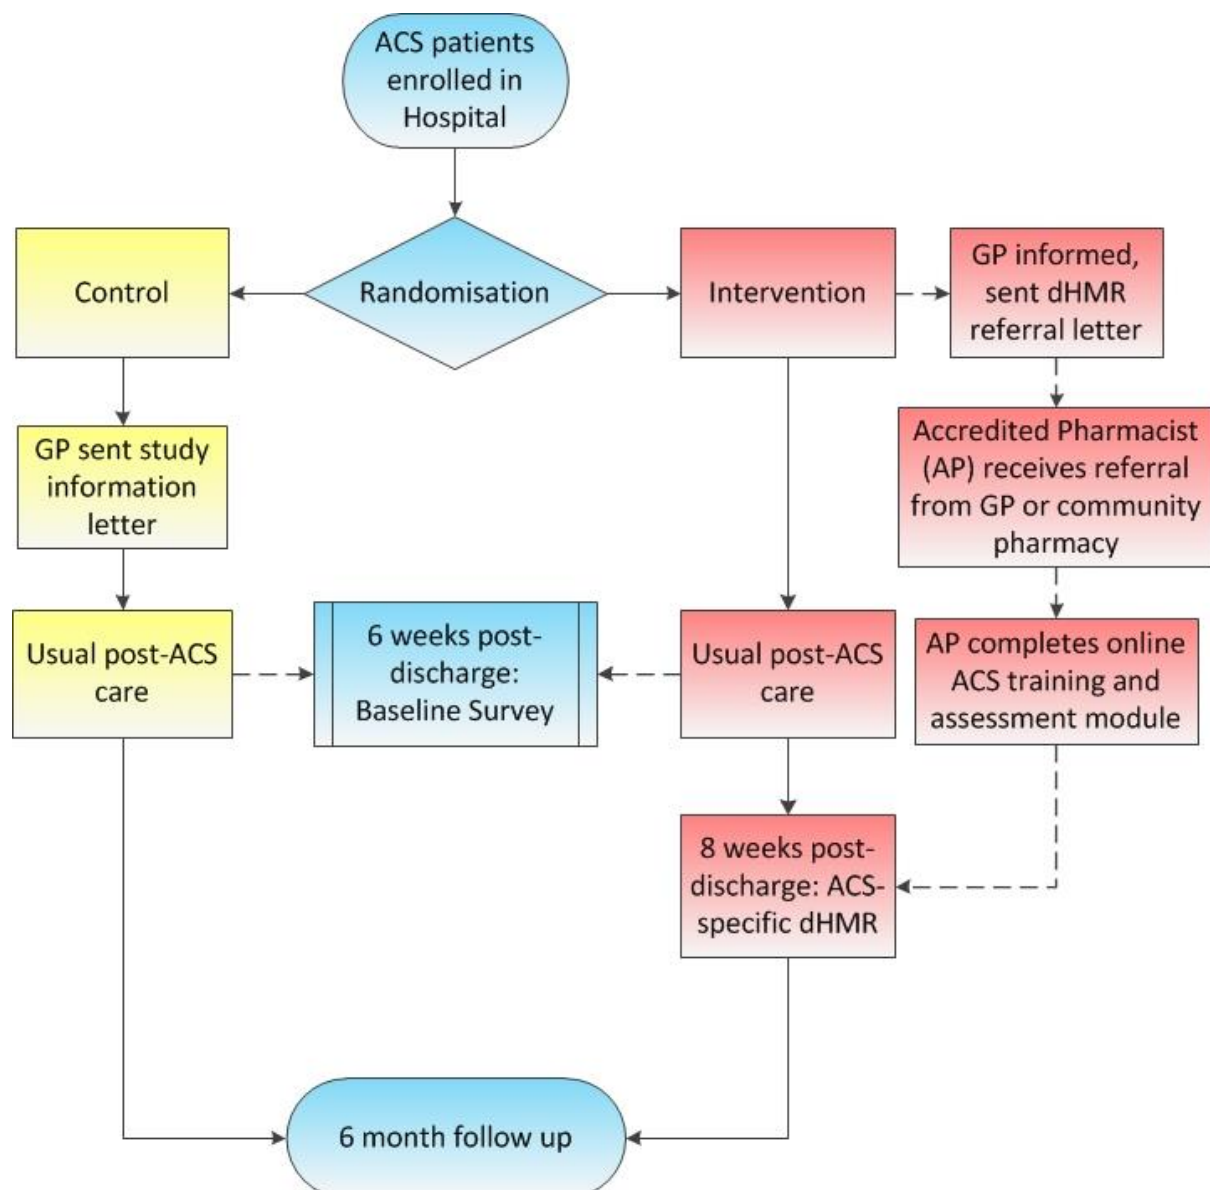 ACS patients
enrolled in
Hospital
Control
Randomisation
Intervention
GP informed,
sent dHMR
referral letter
GP sent study
information
letter
Accredited Pharmacist
(AP) receives referral
from GP or community
pharmacy
Usual post-ACS
care
6 weeks post-
discharge:
Baseline Survey
Usual post-ACS
care
AP completes online
ACS training and
assessment module
8 weeks post-
discharge: ACS-
specific dHMR
6 month follow up